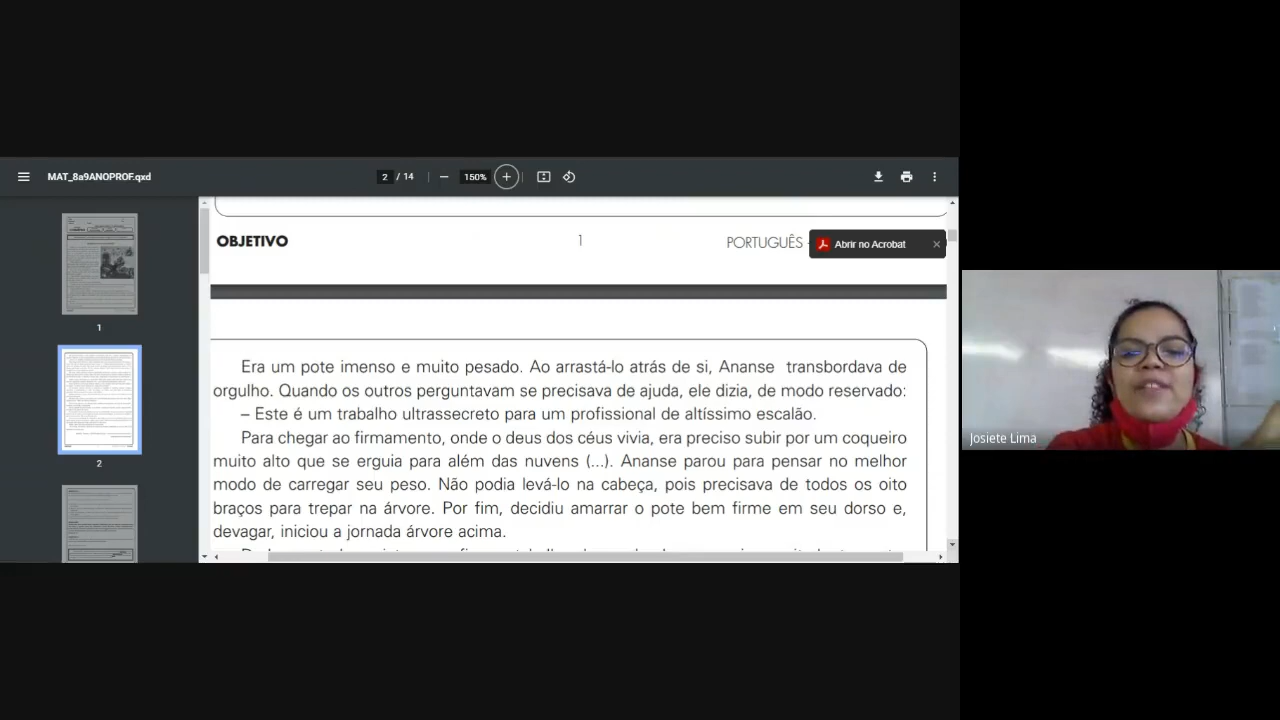 MAT_8a9ANOPROF.qxd
2 / 14
150%
OBJETIVO
1
PORTUGUÊS
Abrir no Acrobat
Era um pote imenso e muito pesado. Ao arrastá-lo atrás de si, Ananse transbordava de
orgulho. Quando os outros perguntavam se precisava de ajuda, ele dizia, de modo reservado:
– Este é um trabalho ultrassecreto para um profissional de altíssimo escalão.
Para chegar ao firmamento, onde o deus dos céus vivia, era preciso subir por um coqueiro
muito alto que se erguia para além das nuvens (...). Ananse parou para pensar no melhor
modo de carregar seu peso. Não podia levá-lo na cabeça, pois precisava de todos os oito
braços para trepar na árvore. Por fim, decidiu amarrar o pote bem firme em seu dorso e,
devagar, iniciou a jornada árvore acima.
1
2
Josiete Lima